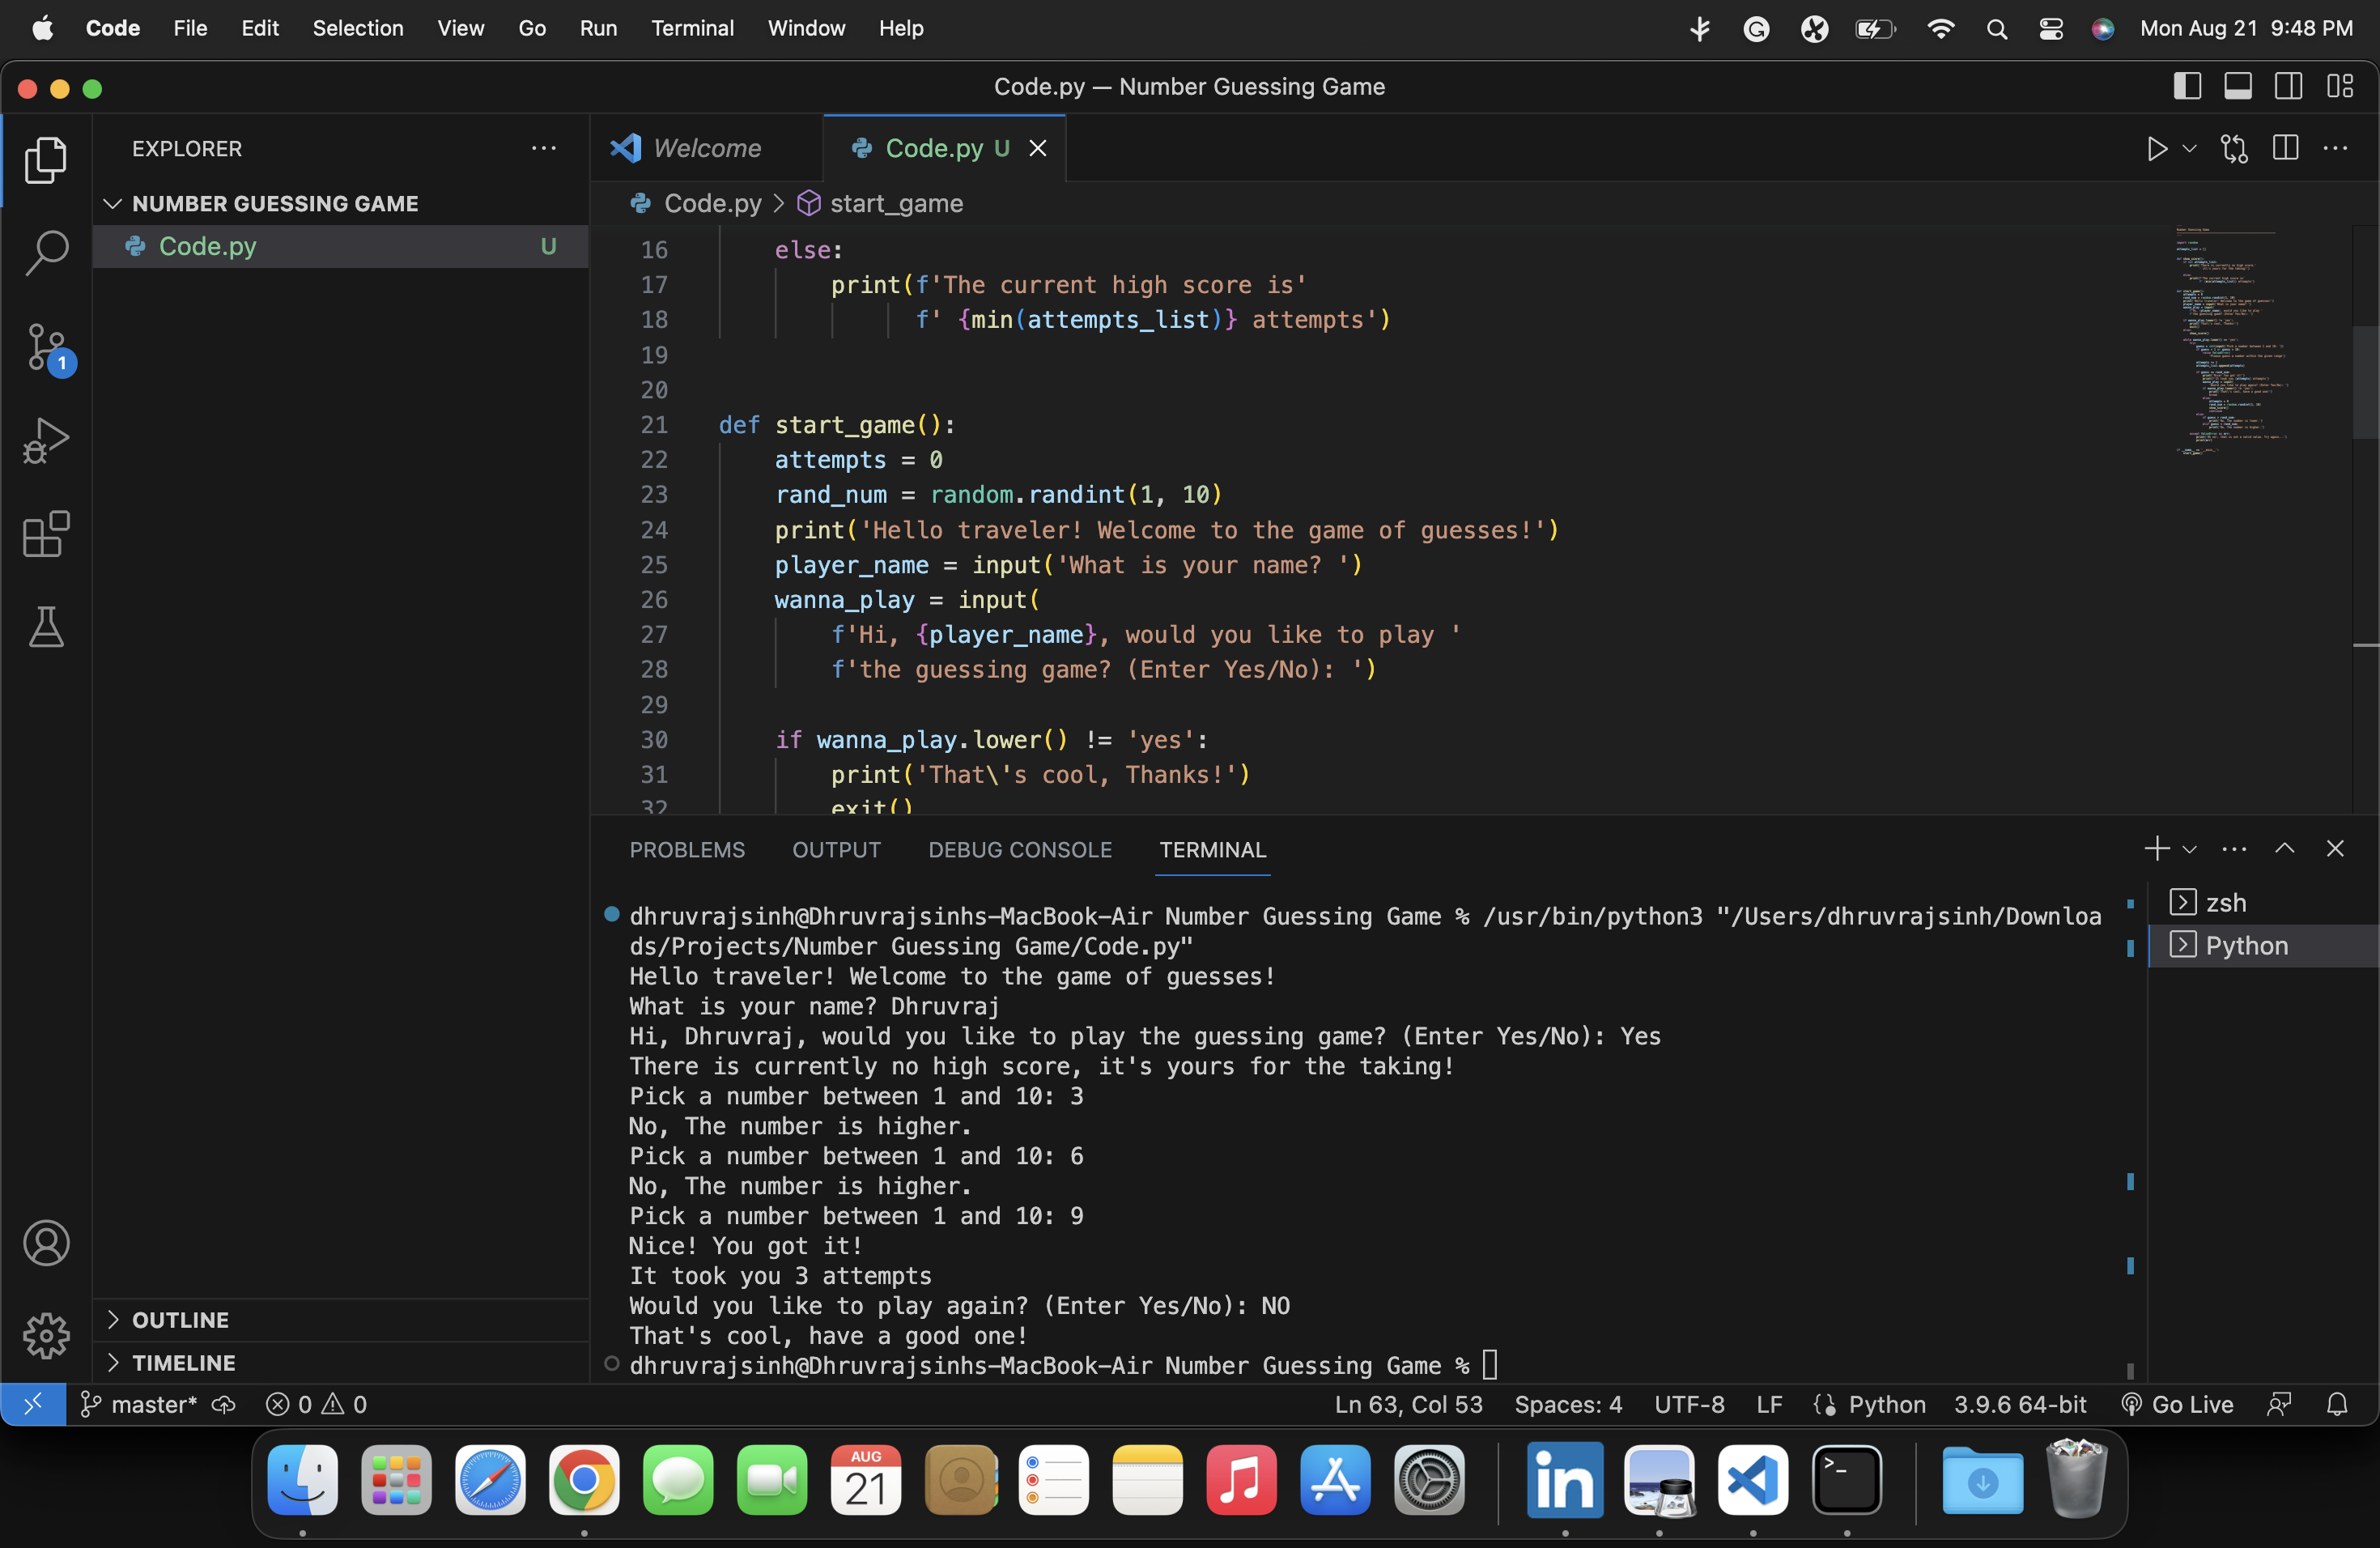 Code File Edit Selection View Go Run Terminal Window Help Mon Aug 21 9:48 PM
Code.py — Number Guessing Game
EXPLORER
NUMBER GUESSING GAME
Code.py U
OUTLINE
TIMELINE
Welcome Code.py U
Code.py > start_game
16 else:
17 print(f'The current high score is'
18 f' {min(attempts_list)} attempts')
19
20
21 def start_game():
22 attempts = 0
23 rand_num = random.randint(1, 10)
24 print('Hello traveler! Welcome to the game of guesses!')
25 player_name = input('What is your name? ')
26 wanna_play = input(
27 f'Hi, {player_name}, would you like to play '
28 f'the guessing game? (Enter Yes/No): ')
29
30 if wanna_play.lower() != 'yes':
31 print('That\'s cool, Thanks!')
32 exit()
PROBLEMS OUTPUT DEBUG CONSOLE TERMINAL
dhruvrajsinh@Dhruvrajsinhs-MacBook-Air Number Guessing Game % /usr/bin/python3 "/Users/dhruvrajsinh/Downloa
ds/Projects/Number Guessing Game/Code.py"
Hello traveler! Welcome to the game of guesses!
What is your name? Dhruvraj
Hi, Dhruvraj, would you like to play the guessing game? (Enter Yes/No): Yes
There is currently no high score, it's yours for the taking!
Pick a number between 1 and 10: 3
No, The number is higher.
Pick a number between 1 and 10: 6
No, The number is higher.
Pick a number between 1 and 10: 9
Nice! You got it!
It took you 3 attempts
Would you like to play again? (Enter Yes/No): NO
That's cool, have a good one!
dhruvrajsinh@Dhruvrajsinhs-MacBook-Air Number Guessing Game %
zsh
Python
1
master* 0 0 Ln 63, Col 53 Spaces: 4 UTF-8 LF Python 3.9.6 64-bit Go Live
AUG
21
in